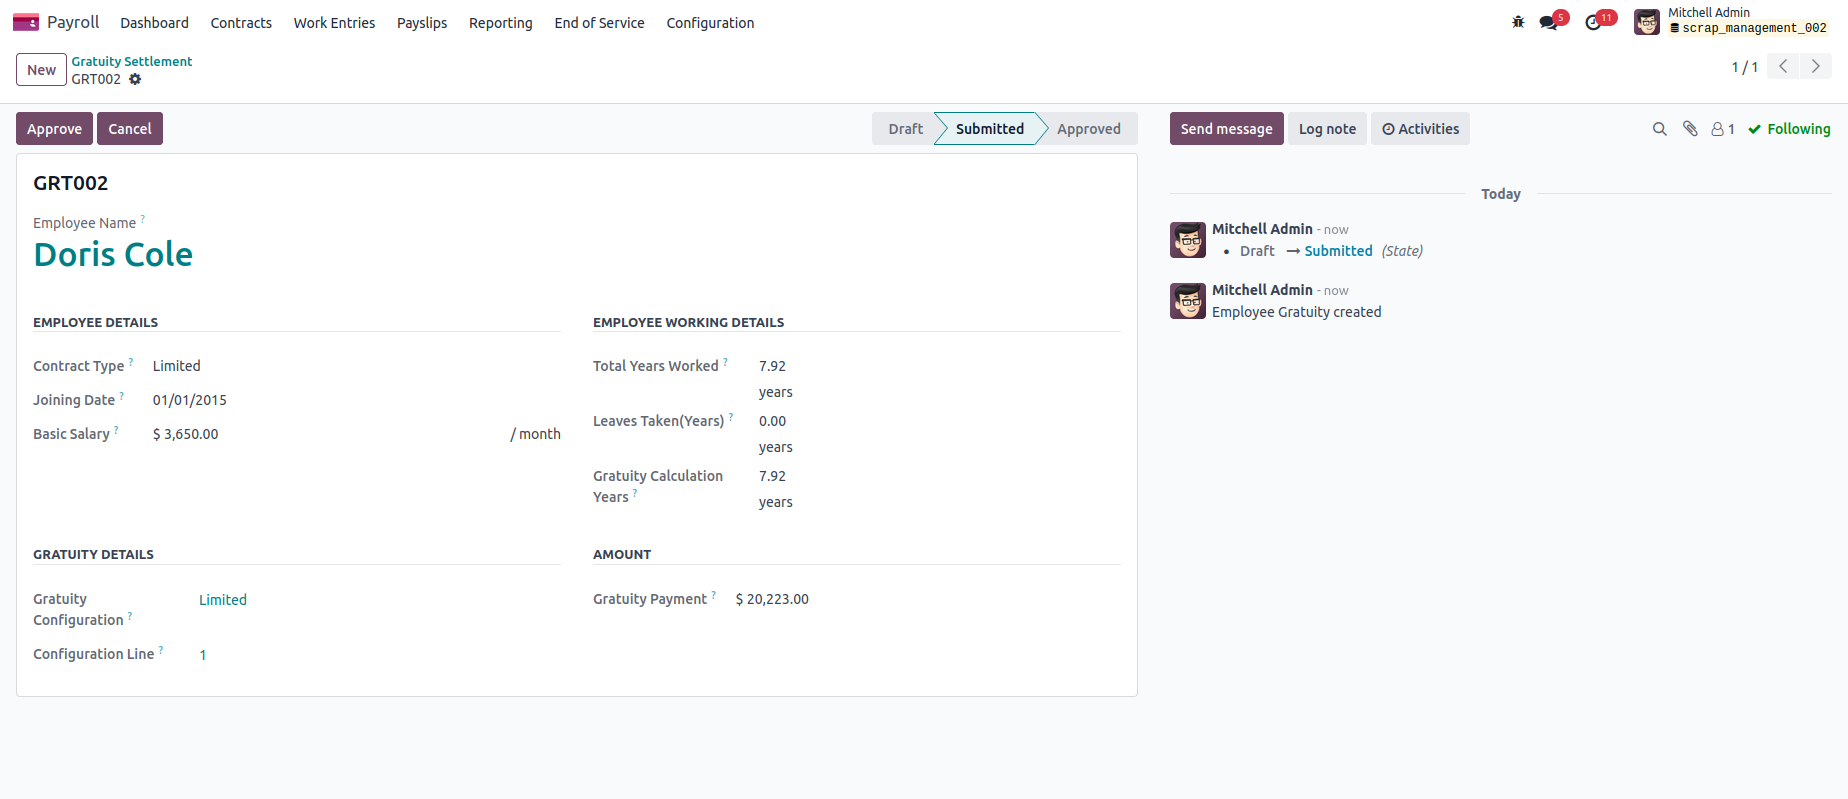 Payroll Dashboard Contracts Work Entries Payslips Reporting End of Service Configuration 5 11 Mitchell Admin
scrap_management_002
New Gratuity Settlement
GRT002
1 / 1
Approve Cancel Draft Submitted Approved
Send message Log note Activities 1 Following
GRT002
Employee Name ?
Doris Cole
EMPLOYEE DETAILS
Contract Type ? Limited
Joining Date ? 01/01/2015
Basic Salary ? $ 3,650.00 / month
EMPLOYEE WORKING DETAILS
Total Years Worked ? 7.92
years
Leaves Taken(Years) ? 0.00
years
Gratuity Calculation 7.92
Years ?
years
GRATUITY DETAILS
Gratuity Limited
Configuration ?
Configuration Line ? 1
AMOUNT
Gratuity Payment ? $ 20,223.00
Today
Mitchell Admin - now
• Draft → Submitted (State)
Mitchell Admin - now
Employee Gratuity created